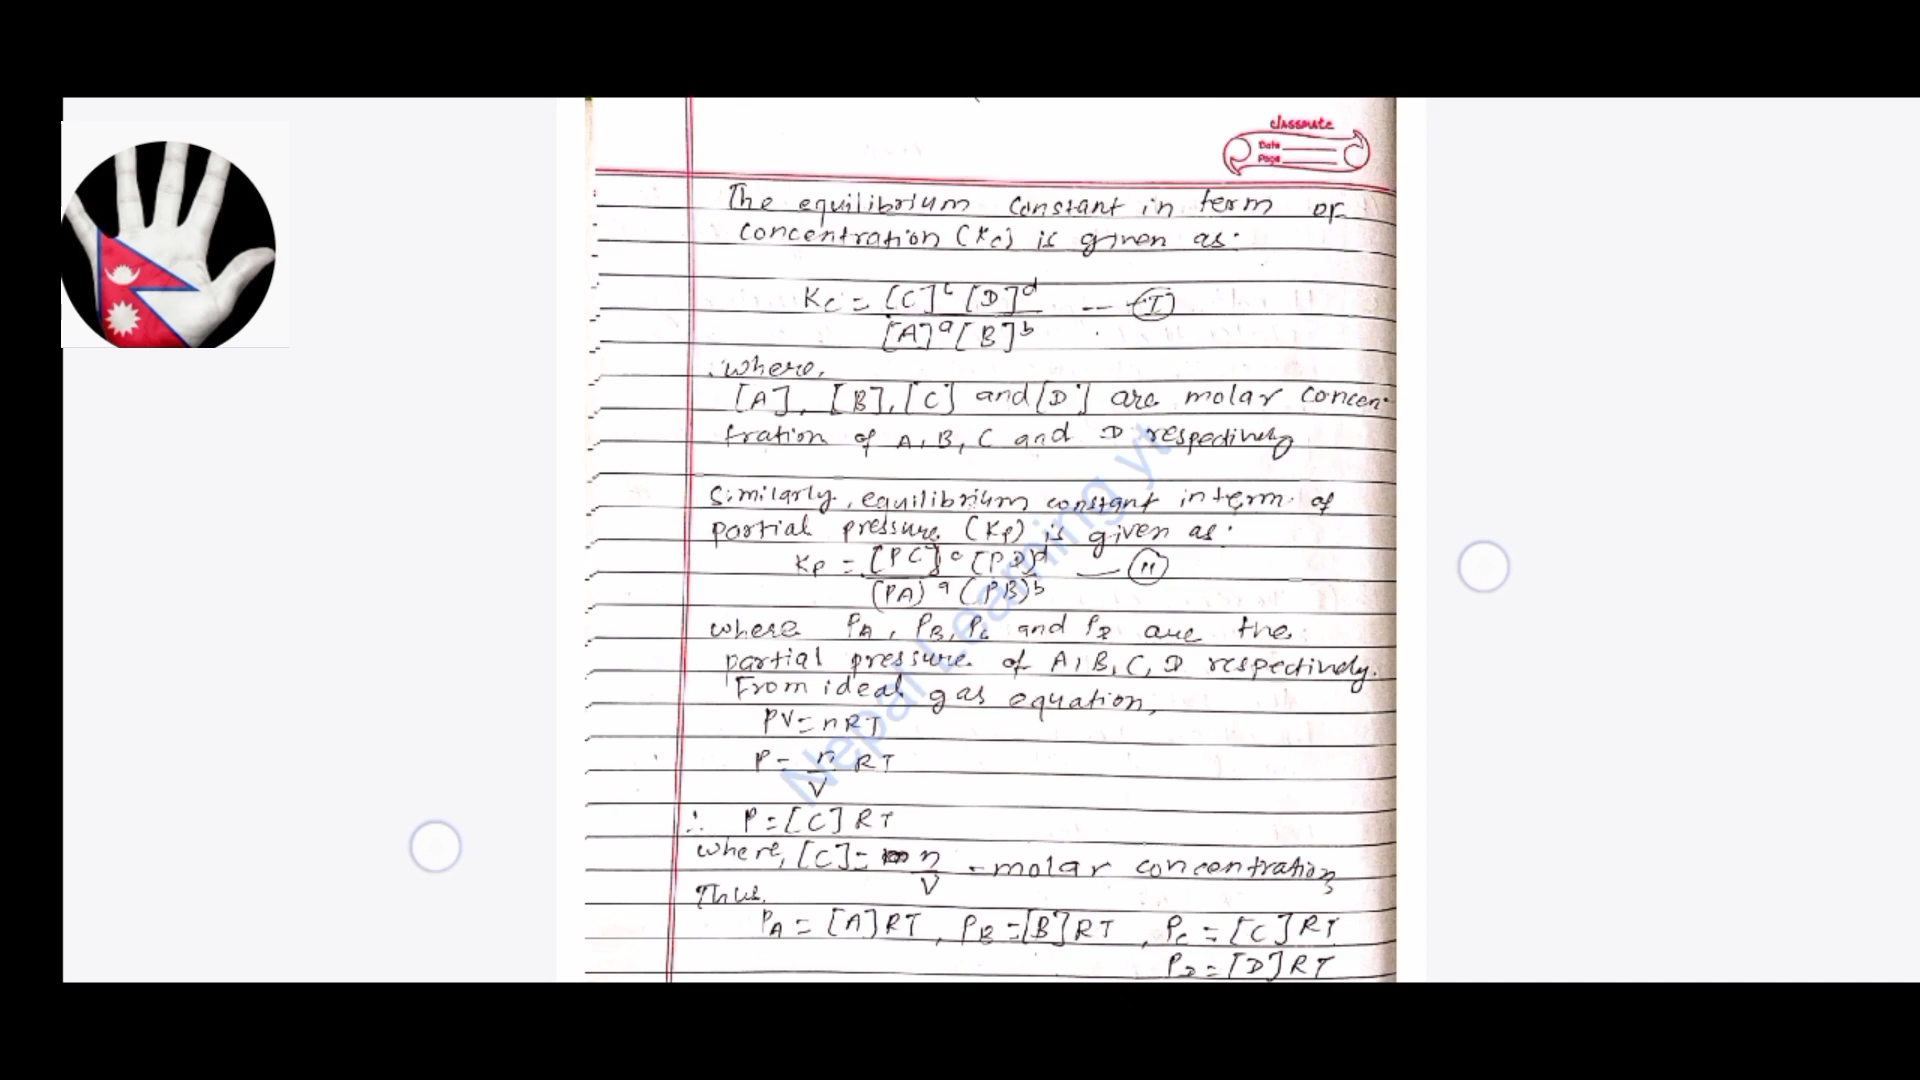 classmate
Date
Page
The equilibrium constant in term of
concentration (Kc) is given as:
Kc = [C]^c [D]^d --- (I)
[A]^a [B]^b
where,
[A], [B], [C] and [D] are molar concen-
tration of A, B, C and D respectively
Similarly, equilibrium constant in term of
partial pressure (Kp) is given as:
Kp = [PC]^c [PD]^d — (II)
(PA)^a (PB)^b
where PA, PB, Pc and PD are the
partial pressure of A, B, C, D respectively.
From ideal gas equation,
PV = nRT
P = n/V RT
∴ P = [C] RT
where, [C] = n/V - molar concentration
Thus,
PA = [A]RT, PB = [B]RT, Pc = [C]RT
PD = [D]RT
Nepal Learning yt